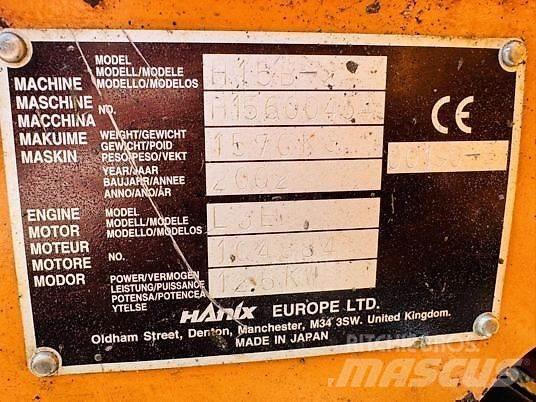 MODEL
MODELL/MODELE
MODELLO/MODELOS
MACHINE
MASCHINE
MACCHINA
MAKUIME
MASKIN
NO.
WEIGHT/GEWICHT
GEWICHT/POID
PESO/PESO/VEKT
YEAR/JAAR
BAUJAHR/ANNEE
ANNO/ANO/ÅR
2002
CE
ENGINE
MOTOR
MOTEUR
MOTORE
MODOR
MODEL
MODELL/MODELE
MODELLO/MODELOS
NO.
POWER/VERMOGEN
LEISTUNG/PUISSANCE
POTENSA/POTENCEA
YTELSE
HANIX EUROPE LTD.
Oldham Street, Denton, Manchester, M34 3SW. United Kingdom.
MADE IN JAPAN
RITCHIE BROS.
MASCUS